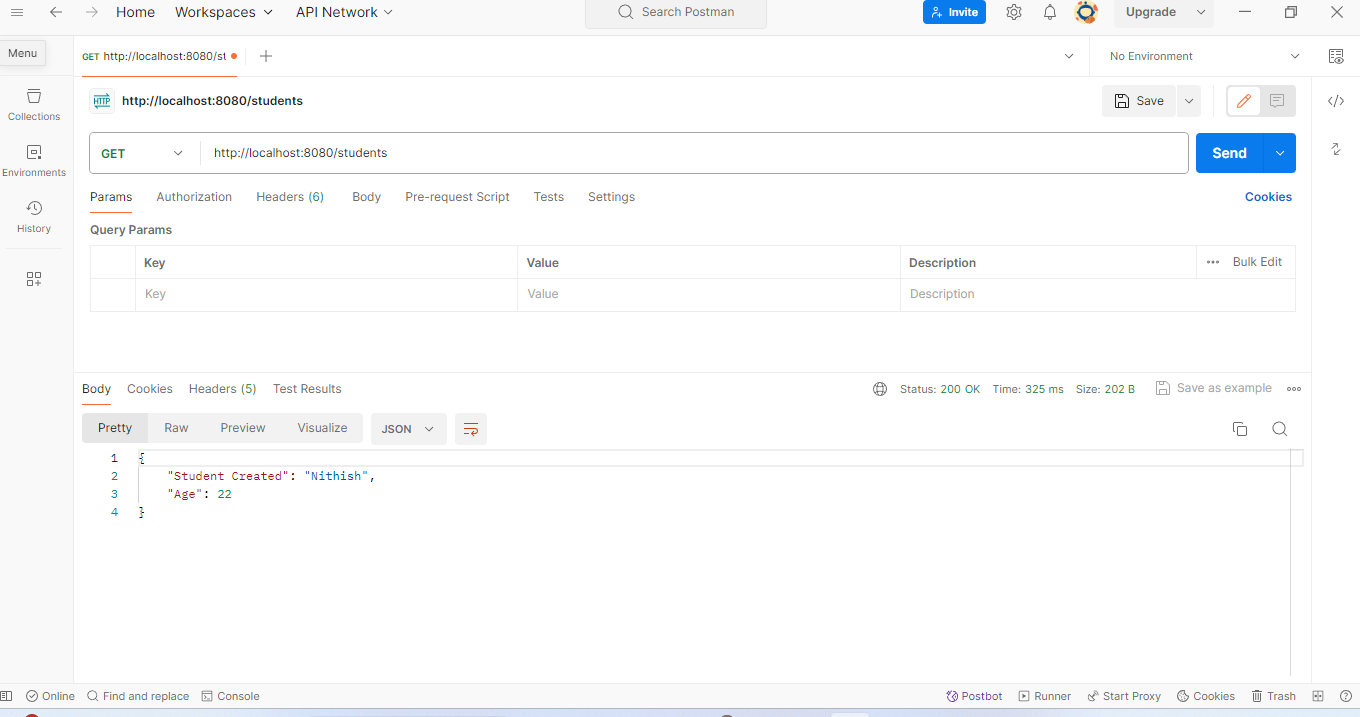 Home Workspaces API Network Search Postman Invite Upgrade
Menu
GET http://localhost:8080/st No Environment
HTTP http://localhost:8080/students Save
Collections
GET http://localhost:8080/students Send
Environments
Params Authorization Headers (6) Body Pre-request Script Tests Settings Cookies
History
Query Params
Key Value Description Bulk Edit
Key Value Description
Body Cookies Headers (5) Test Results Status: 200 OK Time: 325 ms Size: 202 B Save as example
Pretty Raw Preview Visualize JSON
1 {
2 "Student Created": "Nithish",
3 "Age": 22
4 }
Online Find and replace Console Postbot Runner Start Proxy Cookies Trash